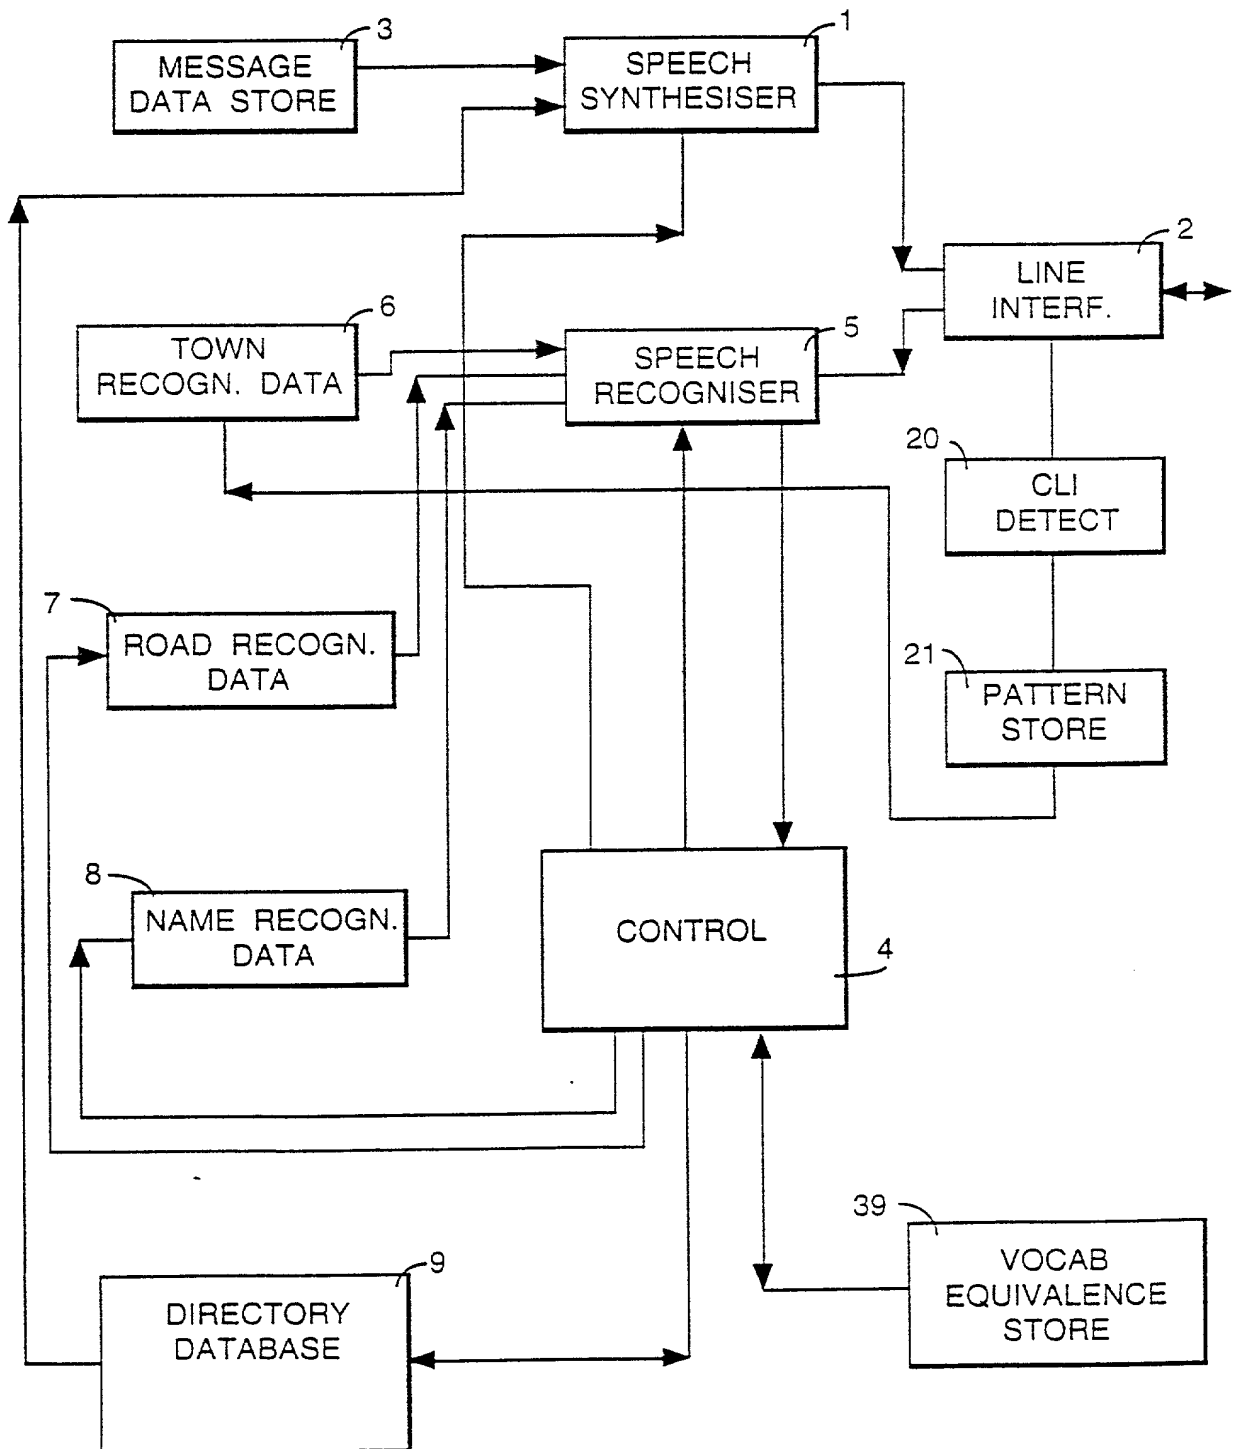 3
MESSAGE
DATA STORE
1
SPEECH
SYNTHESISER
2
LINE
INTERF.
6
TOWN
RECOGN. DATA
5
SPEECH
RECOGNISER
20
CLI
DETECT
7
ROAD RECOGN.
DATA
21
PATTERN
STORE
8
NAME RECOGN.
DATA
CONTROL
4
39
VOCAB
EQUIVALENCE
STORE
9
DIRECTORY
DATABASE